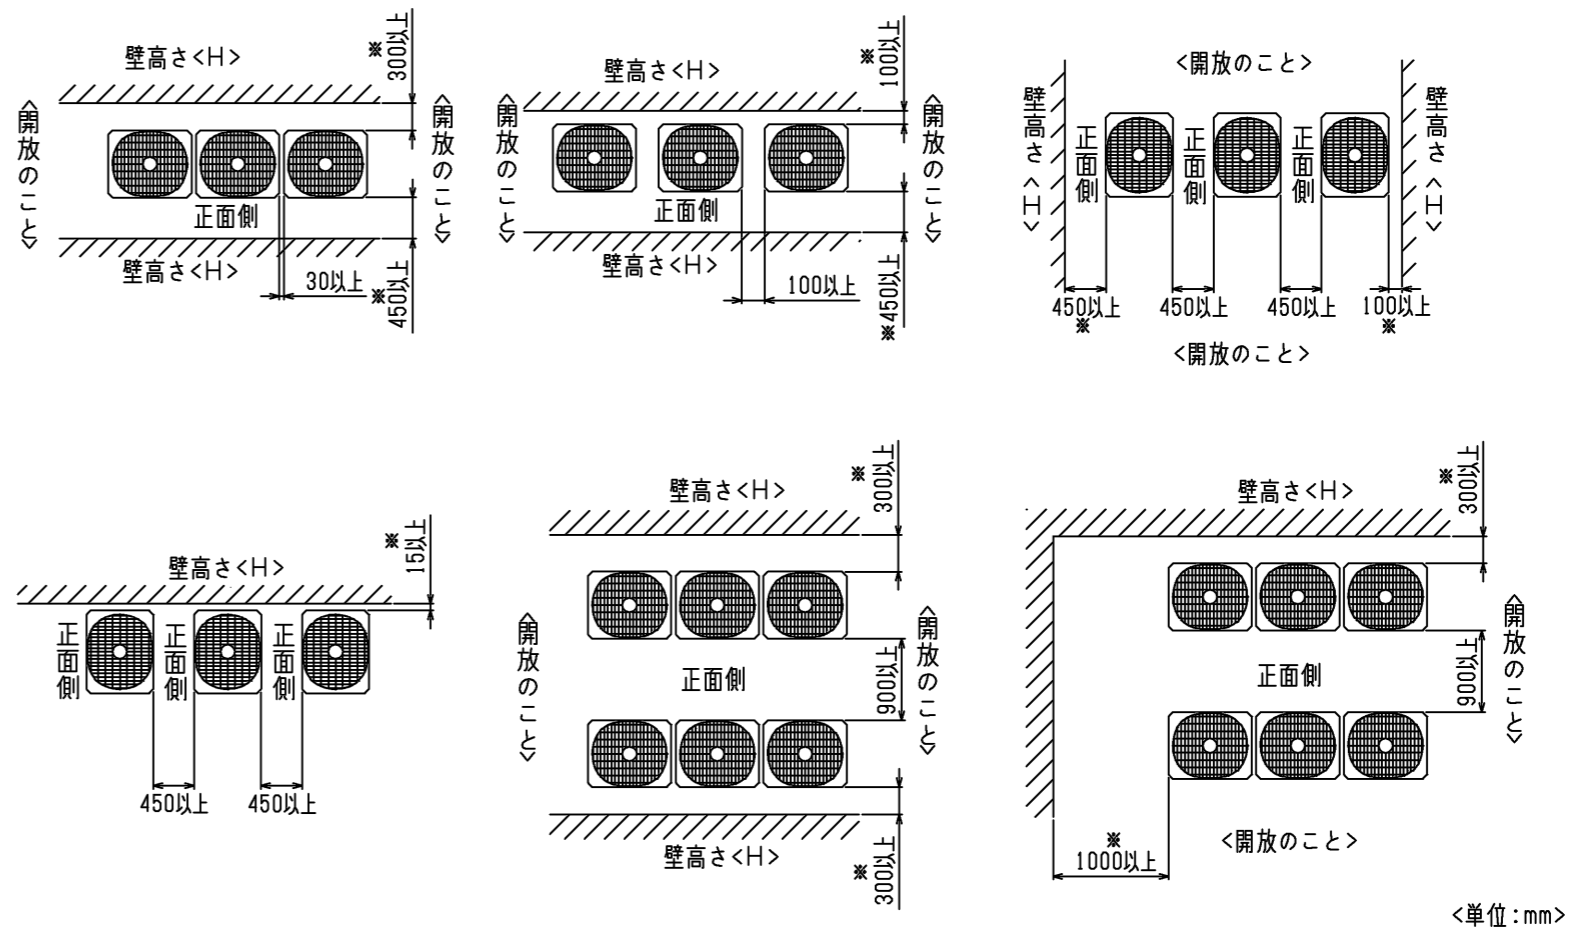 壁高さ<H>
※
300以上
<開放のこと>
<開放のこと>
正面側
壁高さ<H>
30以上
※
450以上
壁高さ<H>
※
100以上
<開放のこと>
<開放のこと>
正面側
壁高さ<H>
100以上
※450以上
<開放のこと>
壁高さ<H>
正面側
正面側
正面側
壁高さ<H>
450以上
※
450以上
450以上
100以上
※
<開放のこと>
壁高さ<H>
※
15以上
正面側
正面側
正面側
450以上
450以上
壁高さ<H>
※
300以上
<開放のこと>
正面側
900以上
<開放のこと>
壁高さ<H>
※
300以上
壁高さ<H>
※
300以上
正面側
900以上
<開放のこと>
※
1000以上
<開放のこと>
<単位:mm>